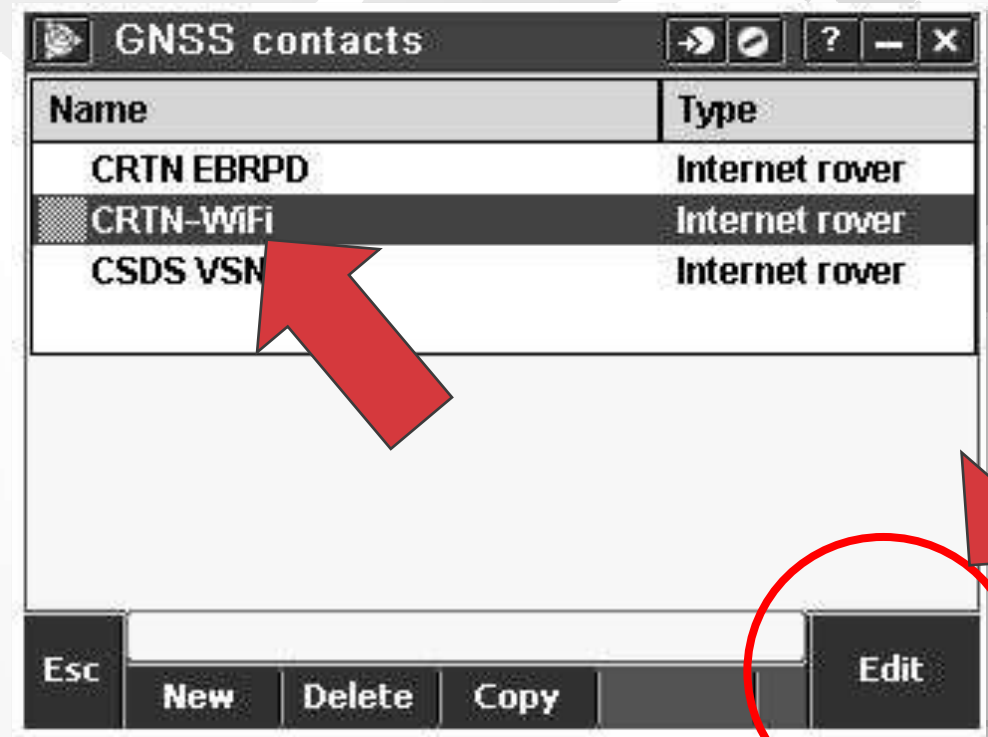 GNSS contacts ? – x
Name Type
CRTN EBRPD Internet rover
CRTN-WiFi Internet rover
CSDS VSN Internet rover
Esc New Delete Copy Edit